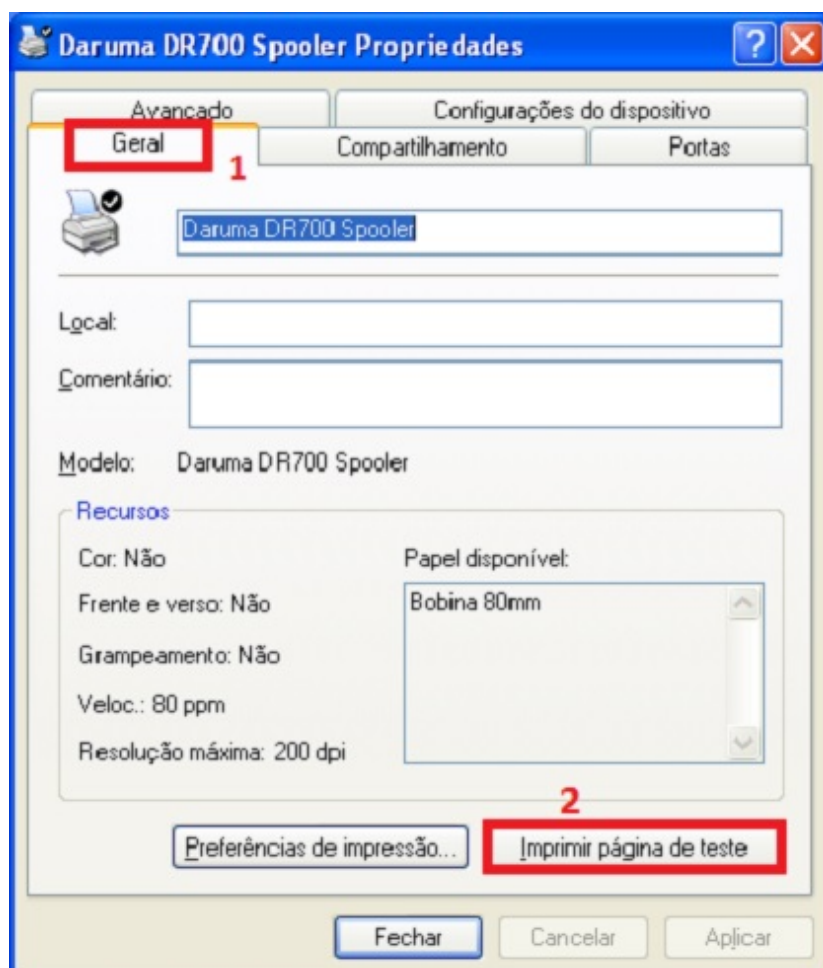 Daruma DR700 Spooler Propriedades
Avançado Configurações do dispositivo
Geral Compartilhamento Portas
1
Daruma DR700 Spooler
Local:
Comentário:
Modelo: Daruma DR700 Spooler
Recursos
Cor: Não Papel disponível:
Frente e verso: Não Bobina 80mm
Grampeamento: Não
Veloc.: 80 ppm
Resolução máxima: 200 dpi
2
Preferências de impressão... Imprimir página de teste
Fechar Cancelar Aplicar